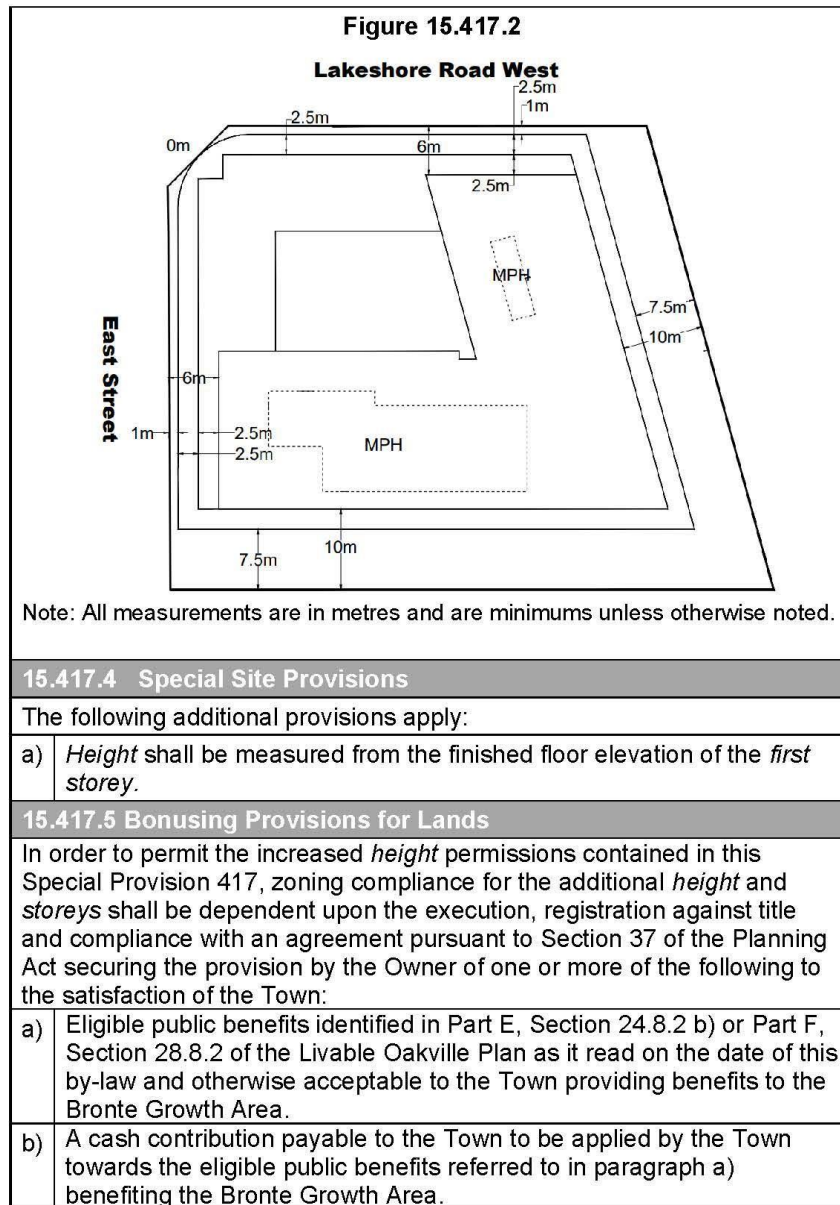 Figure 15.417.2
Lakeshore Road West
2.5m
1m
2.5m
0m
6m
2.5m
MPH
7.5m
10m
East Street
6m
1m
2.5m
2.5m
MPH
10m
7.5m
Note: All measurements are in metres and are minimums unless otherwise noted.
15.417.4 Special Site Provisions
The following additional provisions apply:
a) Height shall be measured from the finished floor elevation of the first
storey.
15.417.5 Bonusing Provisions for Lands
In order to permit the increased height permissions contained in this
Special Provision 417, zoning compliance for the additional height and
storeys shall be dependent upon the execution, registration against title
and compliance with an agreement pursuant to Section 37 of the Planning
Act securing the provision by the Owner of one or more of the following to
the satisfaction of the Town:
a) Eligible public benefits identified in Part E, Section 24.8.2 b) or Part F,
Section 28.8.2 of the Livable Oakville Plan as it read on the date of this
by-law and otherwise acceptable to the Town providing benefits to the
Bronte Growth Area.
b) A cash contribution payable to the Town to be applied by the Town
towards the eligible public benefits referred to in paragraph a)
benefiting the Bronte Growth Area.